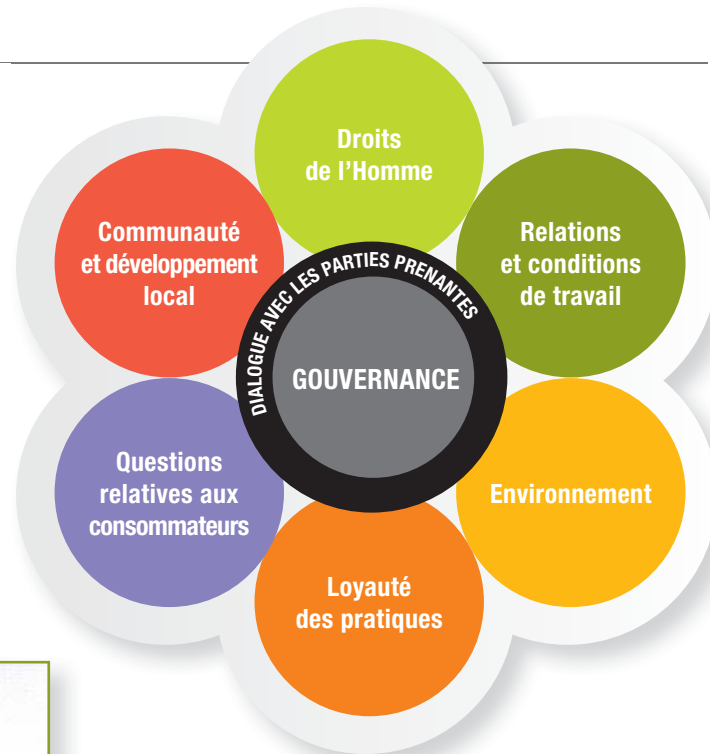 Droits
de l'Homme
Relations
et conditions
de travail
Environnement
Loyauté
des pratiques
Questions
relatives aux
consommateurs
Communauté
et développement
local
DIALOGUE AVEC LES PARTIES PRENANTES
GOUVERNANCE